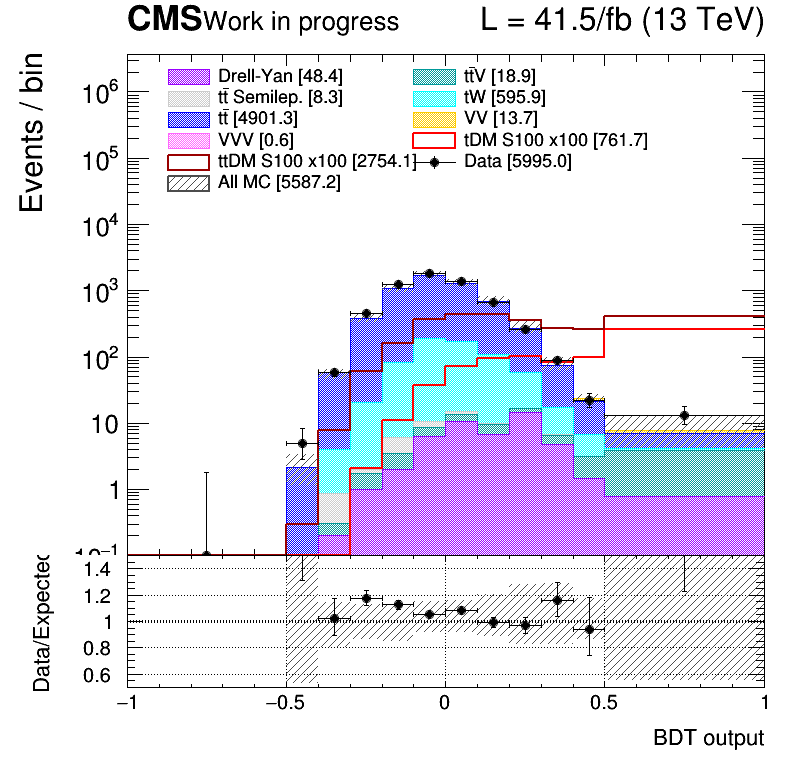 CMS Work in progress L = 41.5/fb (13 TeV)
Events / bin
Drell-Yan [48.4] tt̄V [18.9]
tt̄ Semilep. [8.3] tW [595.9]
tt̄ [4901.3] VV [13.7]
VVV [0.6] tDM S100 x100 [761.7]
ttDM S100 x100 [2754.1] Data [5995.0]
All MC [5587.2]
10⁶
10⁵
10⁴
10³
10²
10
1
10⁻¹
Data/Expected
1.4
1.2
1
0.8
0.6
−1 −0.5 0 0.5 1
BDT output